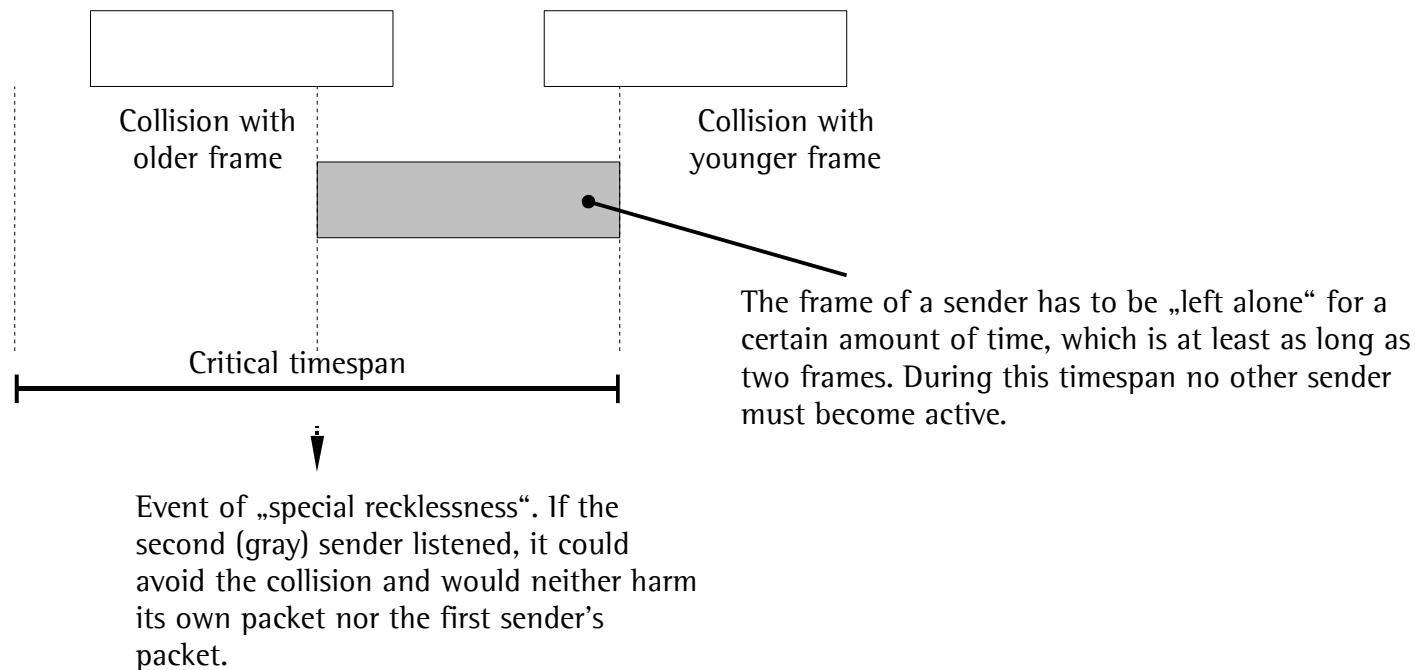 Collision with
older frame
Collision with
younger frame
The frame of a sender has to be „left alone“ for a
certain amount of time, which is at least as long as
two frames. During this timespan no other sender
must become active.
Critical timespan
Event of „special recklessness“. If the
second (gray) sender listened, it could
avoid the collision and would neither harm
its own packet nor the first sender’s
packet.